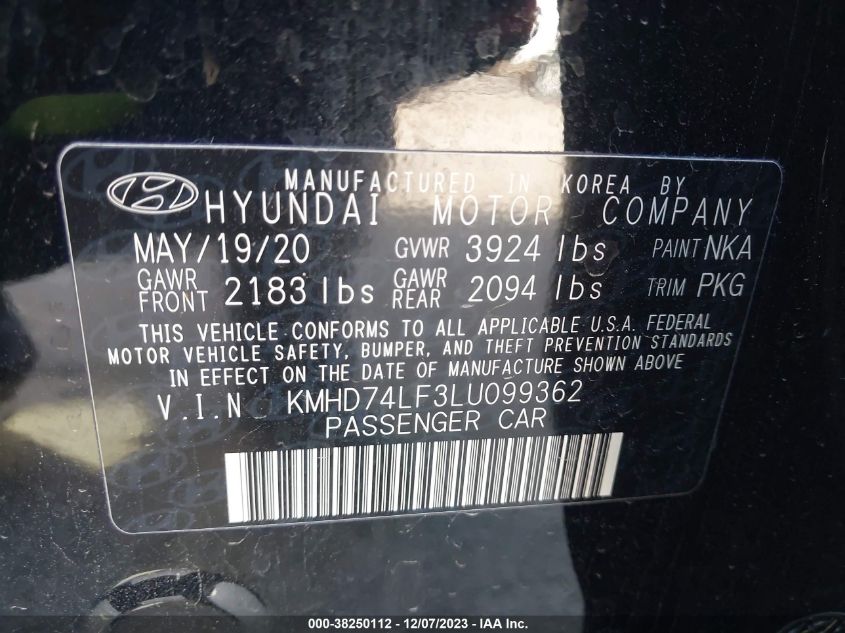 MANUFACTURED IN KOREA BY
HYUNDAI MOTOR COMPANY
MAY/19/20 GVWR 3924 lbs PAINT NKA
GAWR FRONT 2183 lbs GAWR REAR 2094 lbs TRIM PKG
THIS VEHICLE CONFORMS TO ALL APPLICABLE U.S.A. FEDERAL
MOTOR VEHICLE SAFETY, BUMPER, AND THEFT PREVENTION STANDARDS
IN EFFECT ON THE DATE OF MANUFACTURE SHOWN ABOVE
V.I.N KMHD74LF3LU099362
PASSENGER CAR
000-38250112 - 12/07/2023 - IAA Inc.